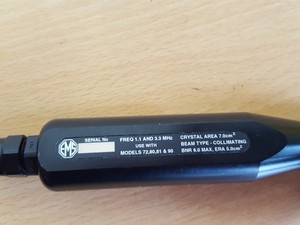 EMS
SERIAL No
FREQ 1.1 AND 3.3 MHz
USE WITH
MODELS 72,80,81 & 90
CRYSTAL AREA 7.0cm²
BEAM TYPE - COLLIMATING
BNR 6.0 MAX, ERA 5.0cm²